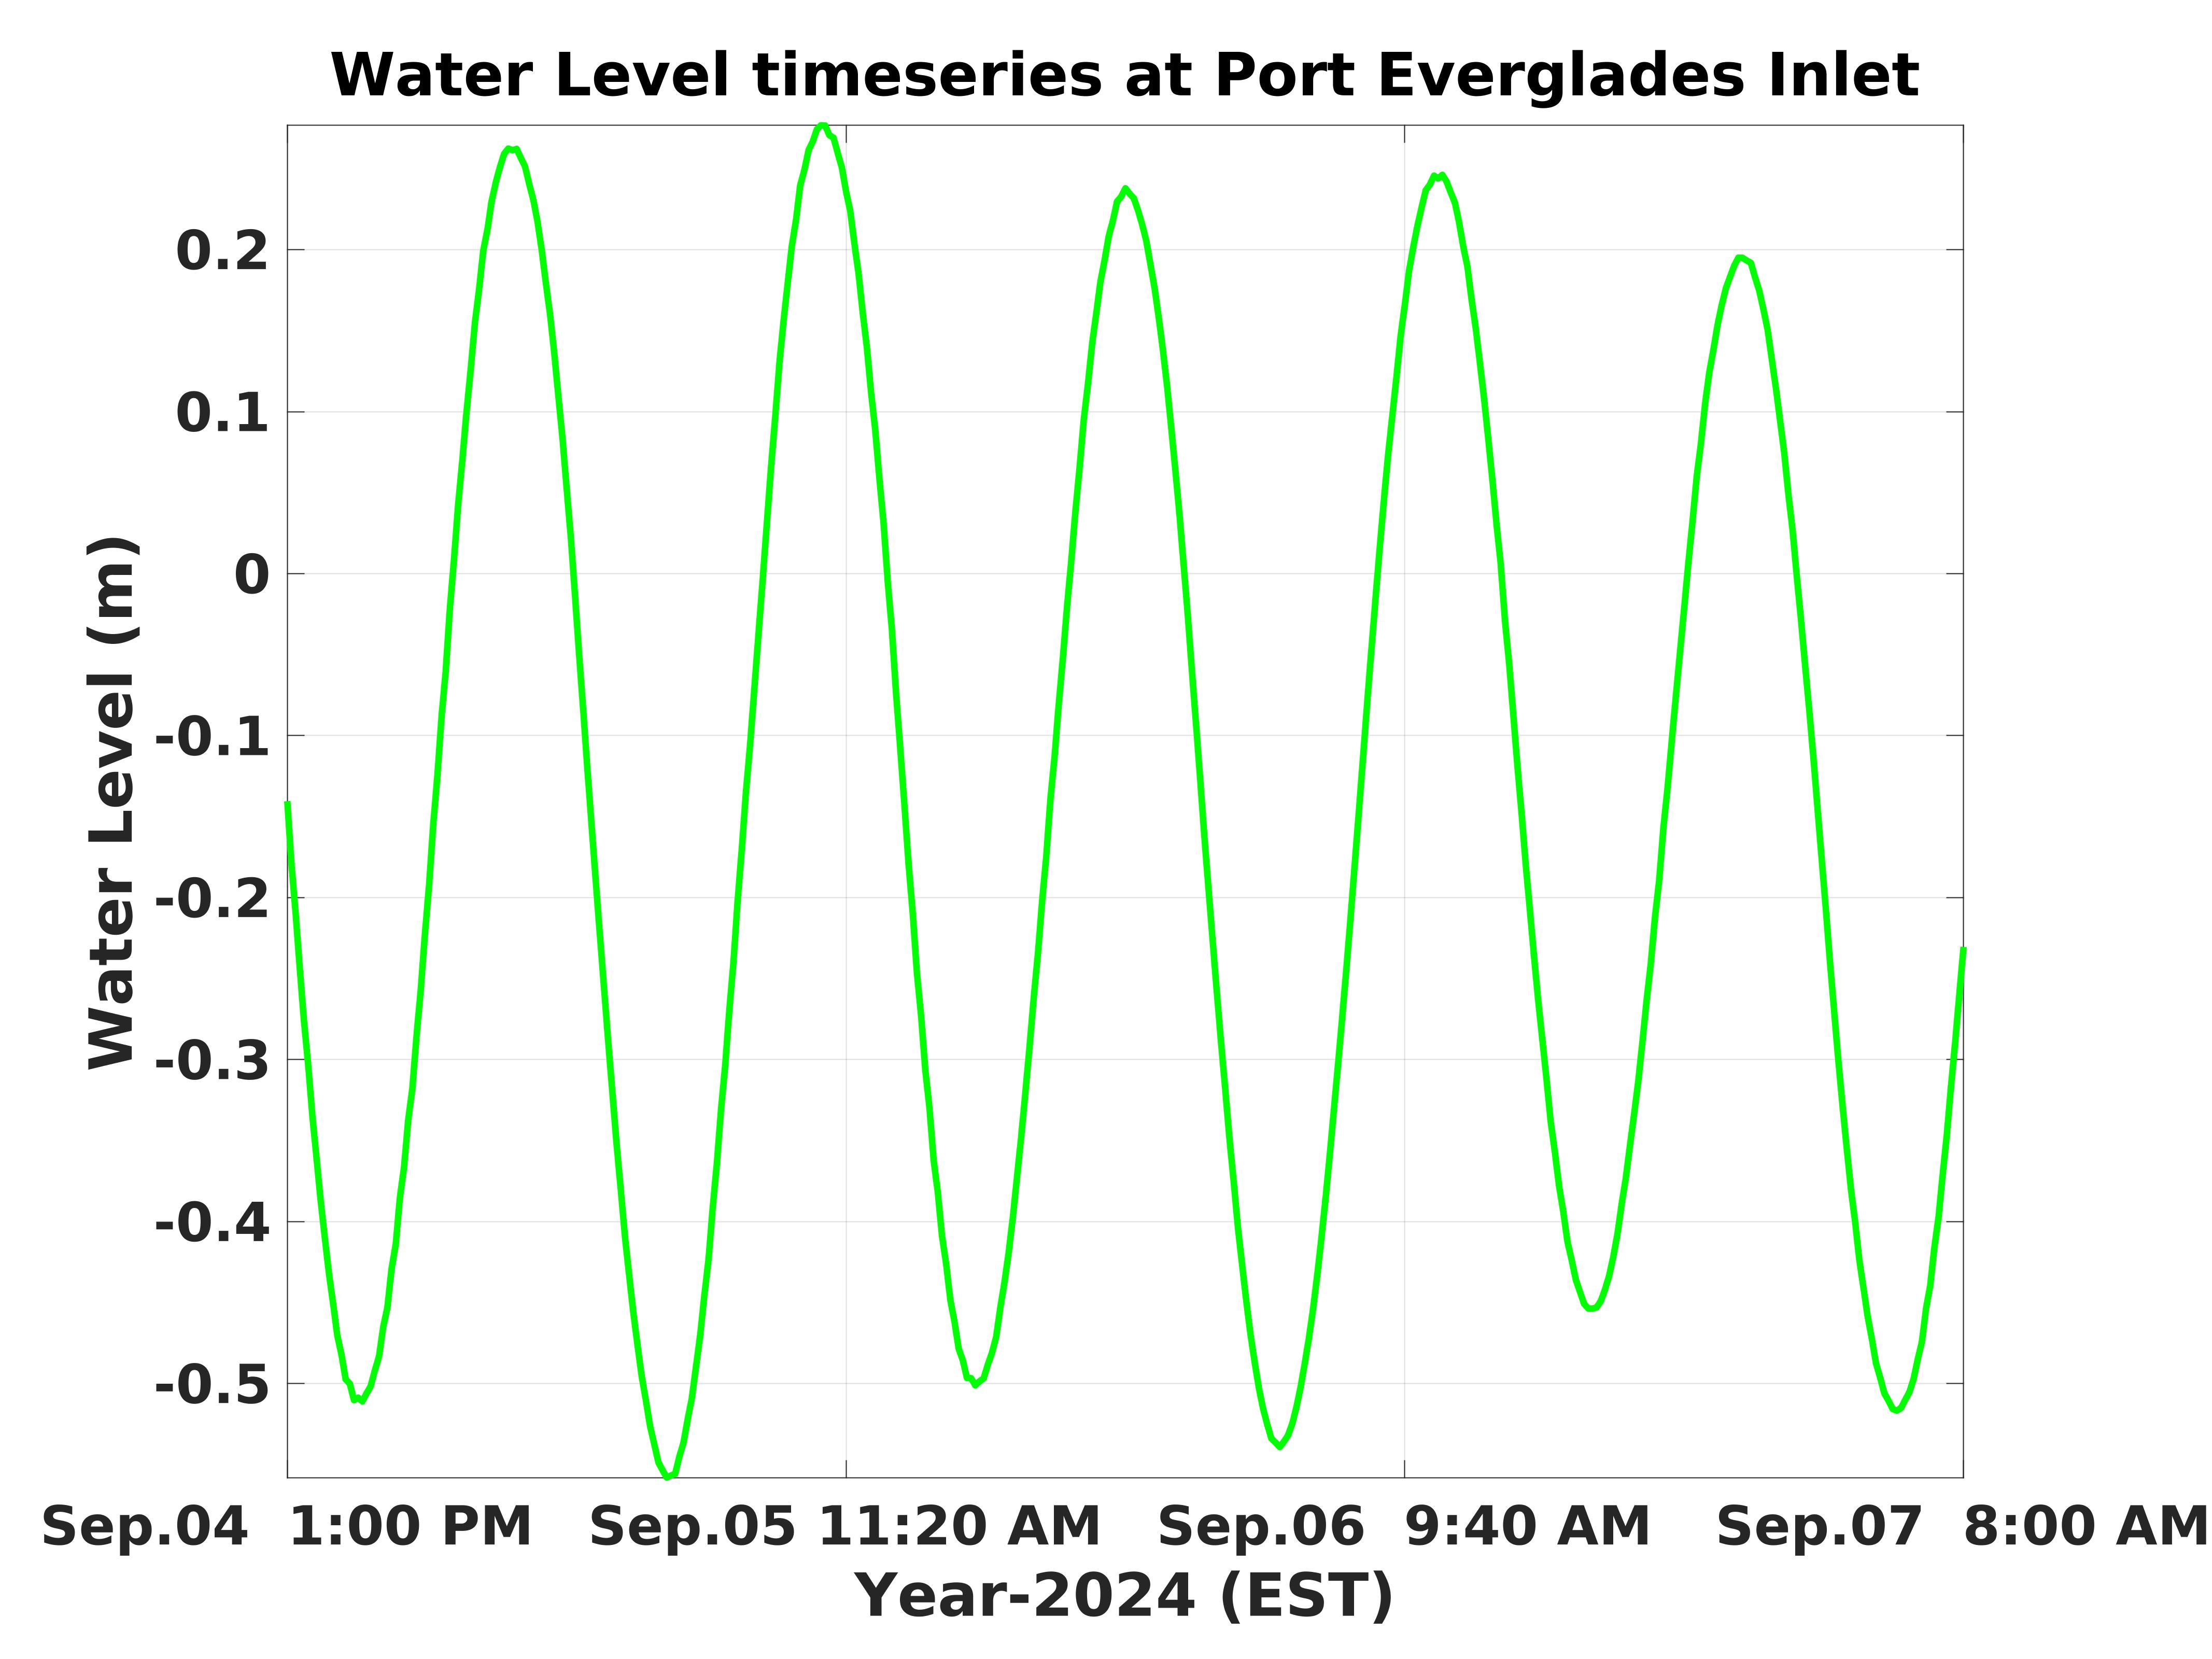 Water Level timeseries at Port Everglades Inlet
Water Level (m)
0.2
0.1
0
-0.1
-0.2
-0.3
-0.4
-0.5
Sep.04 1:00 PM Sep.05 11:20 AM Sep.06 9:40 AM Sep.07 8:00 AM
Year-2024 (EST)